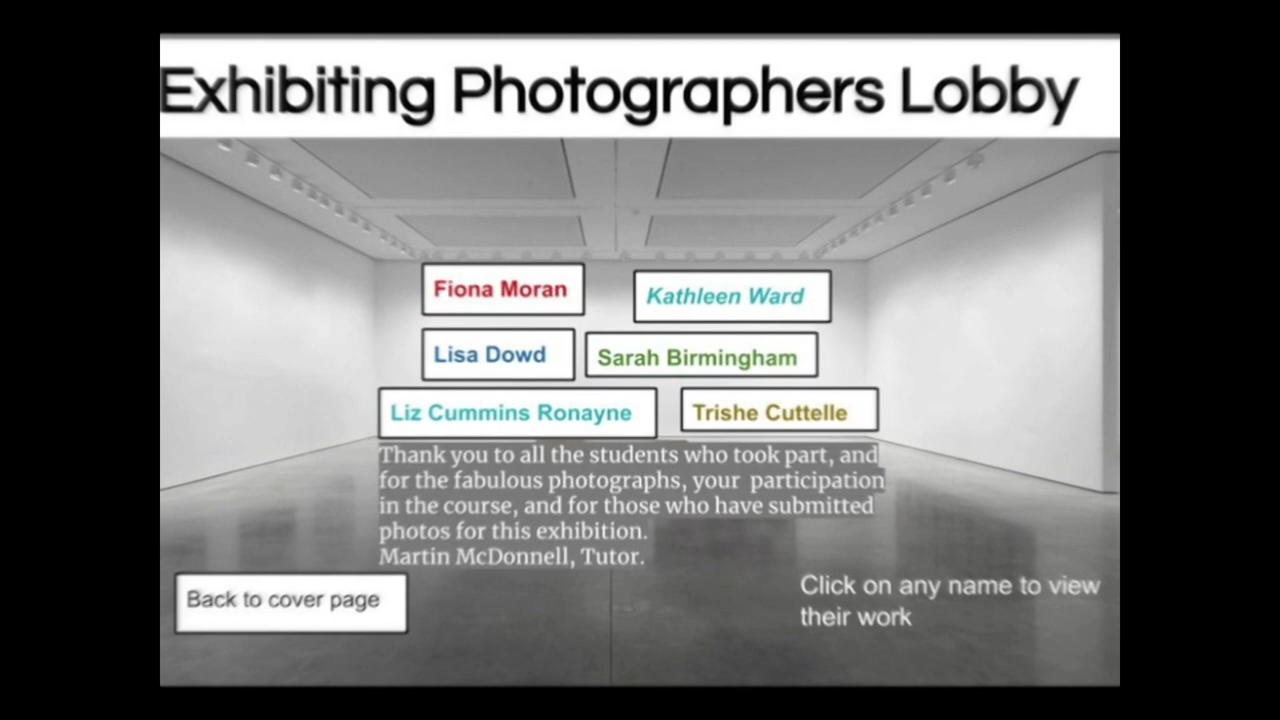 Exhibiting Photographers Lobby
Fiona Moran
Kathleen Ward
Lisa Dowd
Sarah Birmingham
Liz Cummins Ronayne
Trishe Cuttelle
Thank you to all the students who took part, and
for the fabulous photographs, your participation
in the course, and for those who have submitted
photos for this exhibition.
Martin McDonnell, Tutor.
Back to cover page
Click on any name to view
their work